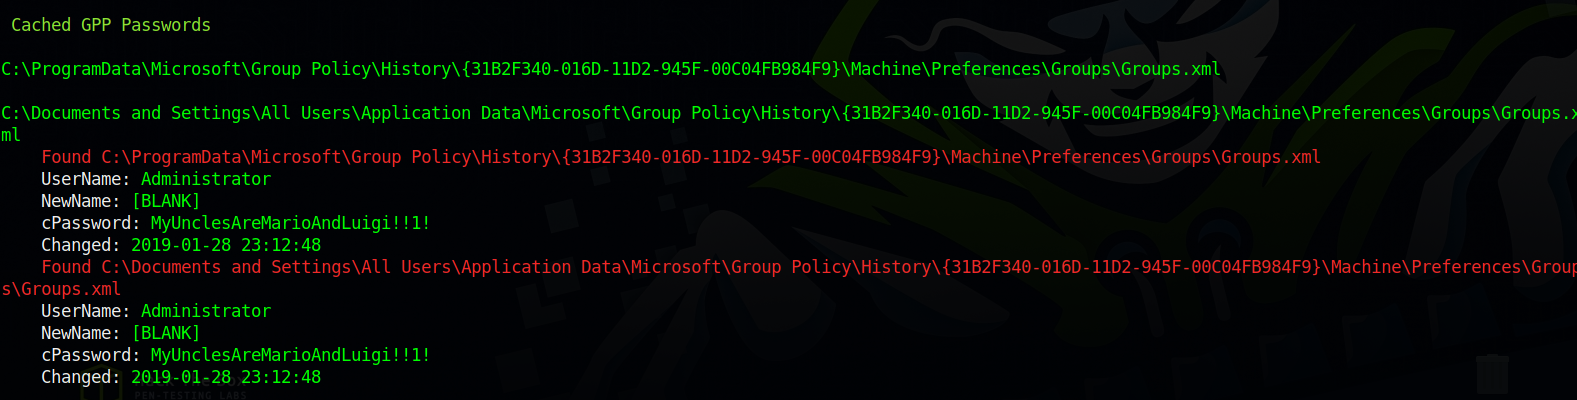 Cached GPP Passwords
C:\ProgramData\Microsoft\Group Policy\History\{31B2F340-016D-11D2-945F-00C04FB984F9}\Machine\Preferences\Groups\Groups.xml
C:\Documents and Settings\All Users\Application Data\Microsoft\Group Policy\History\{31B2F340-016D-11D2-945F-00C04FB984F9}\Machine\Preferences\Groups\Groups.x
ml
Found C:\ProgramData\Microsoft\Group Policy\History\{31B2F340-016D-11D2-945F-00C04FB984F9}\Machine\Preferences\Groups\Groups.xml
UserName: Administrator
NewName: [BLANK]
cPassword: MyUnclesAreMarioAndLuigi!!1!
Changed: 2019-01-28 23:12:48
Found C:\Documents and Settings\All Users\Application Data\Microsoft\Group Policy\History\{31B2F340-016D-11D2-945F-00C04FB984F9}\Machine\Preferences\Group
s\Groups.xml
UserName: Administrator
NewName: [BLANK]
cPassword: MyUnclesAreMarioAndLuigi!!1!
Changed: 2019-01-28 23:12:48
PEN-TESTING LABS